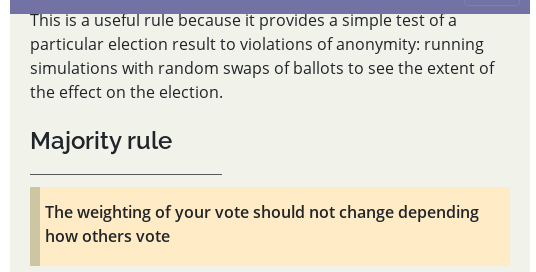 This is a useful rule because it provides a simple test of a
particular election result to violations of anonymity: running
simulations with random swaps of ballots to see the extent of
the effect on the election.
Majority rule
The weighting of your vote should not change depending
how others vote